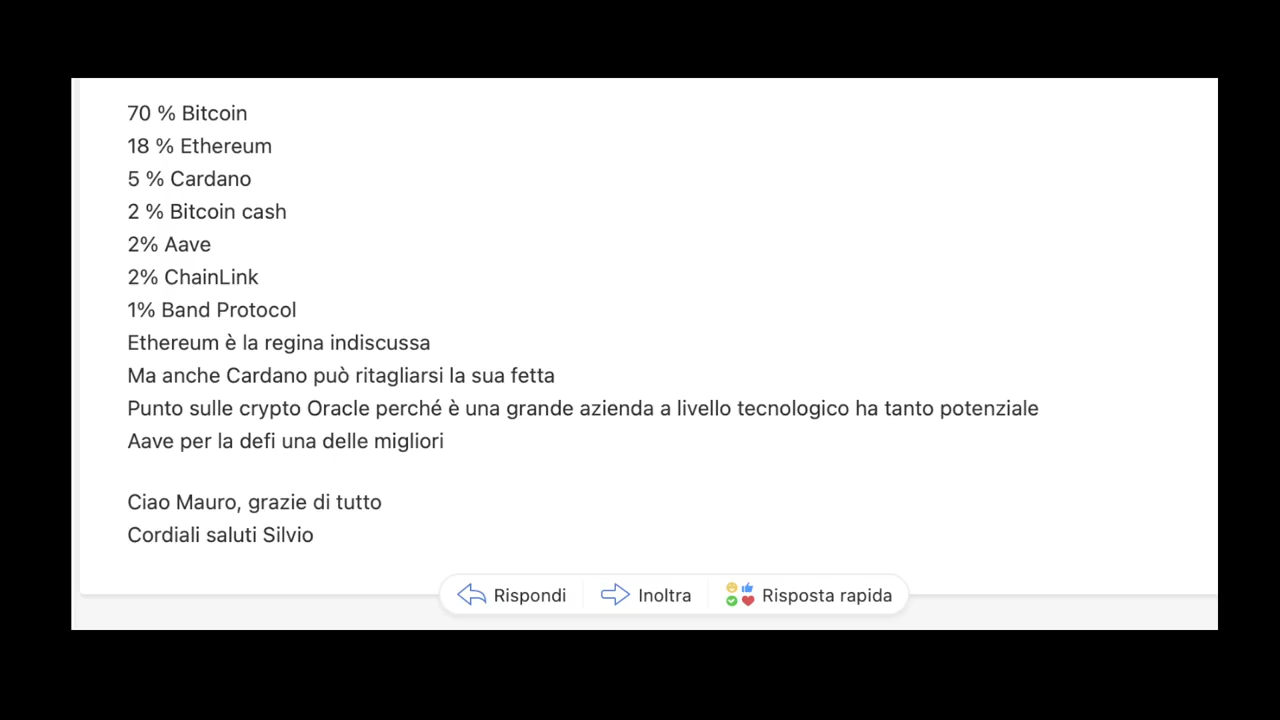 70 % Bitcoin
18 % Ethereum
5 % Cardano
2 % Bitcoin cash
2% Aave
2% ChainLink
1% Band Protocol
Ethereum è la regina indiscussa
Ma anche Cardano può ritagliarsi la sua fetta
Punto sulle crypto Oracle perché è una grande azienda a livello tecnologico ha tanto potenziale
Aave per la defi una delle migliori
Ciao Mauro, grazie di tutto
Cordiali saluti Silvio
Rispondi Inoltra Risposta rapida